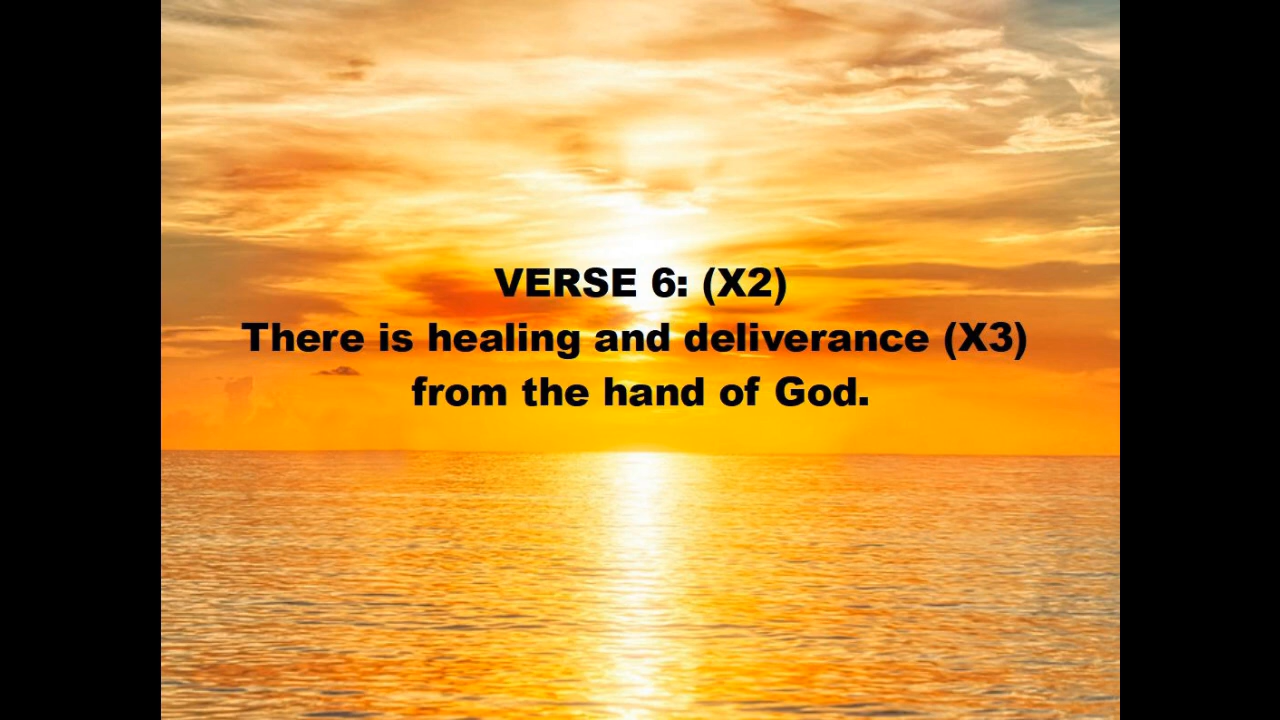 VERSE 6: (X2)
There is healing and deliverance (X3)
from the hand of God.